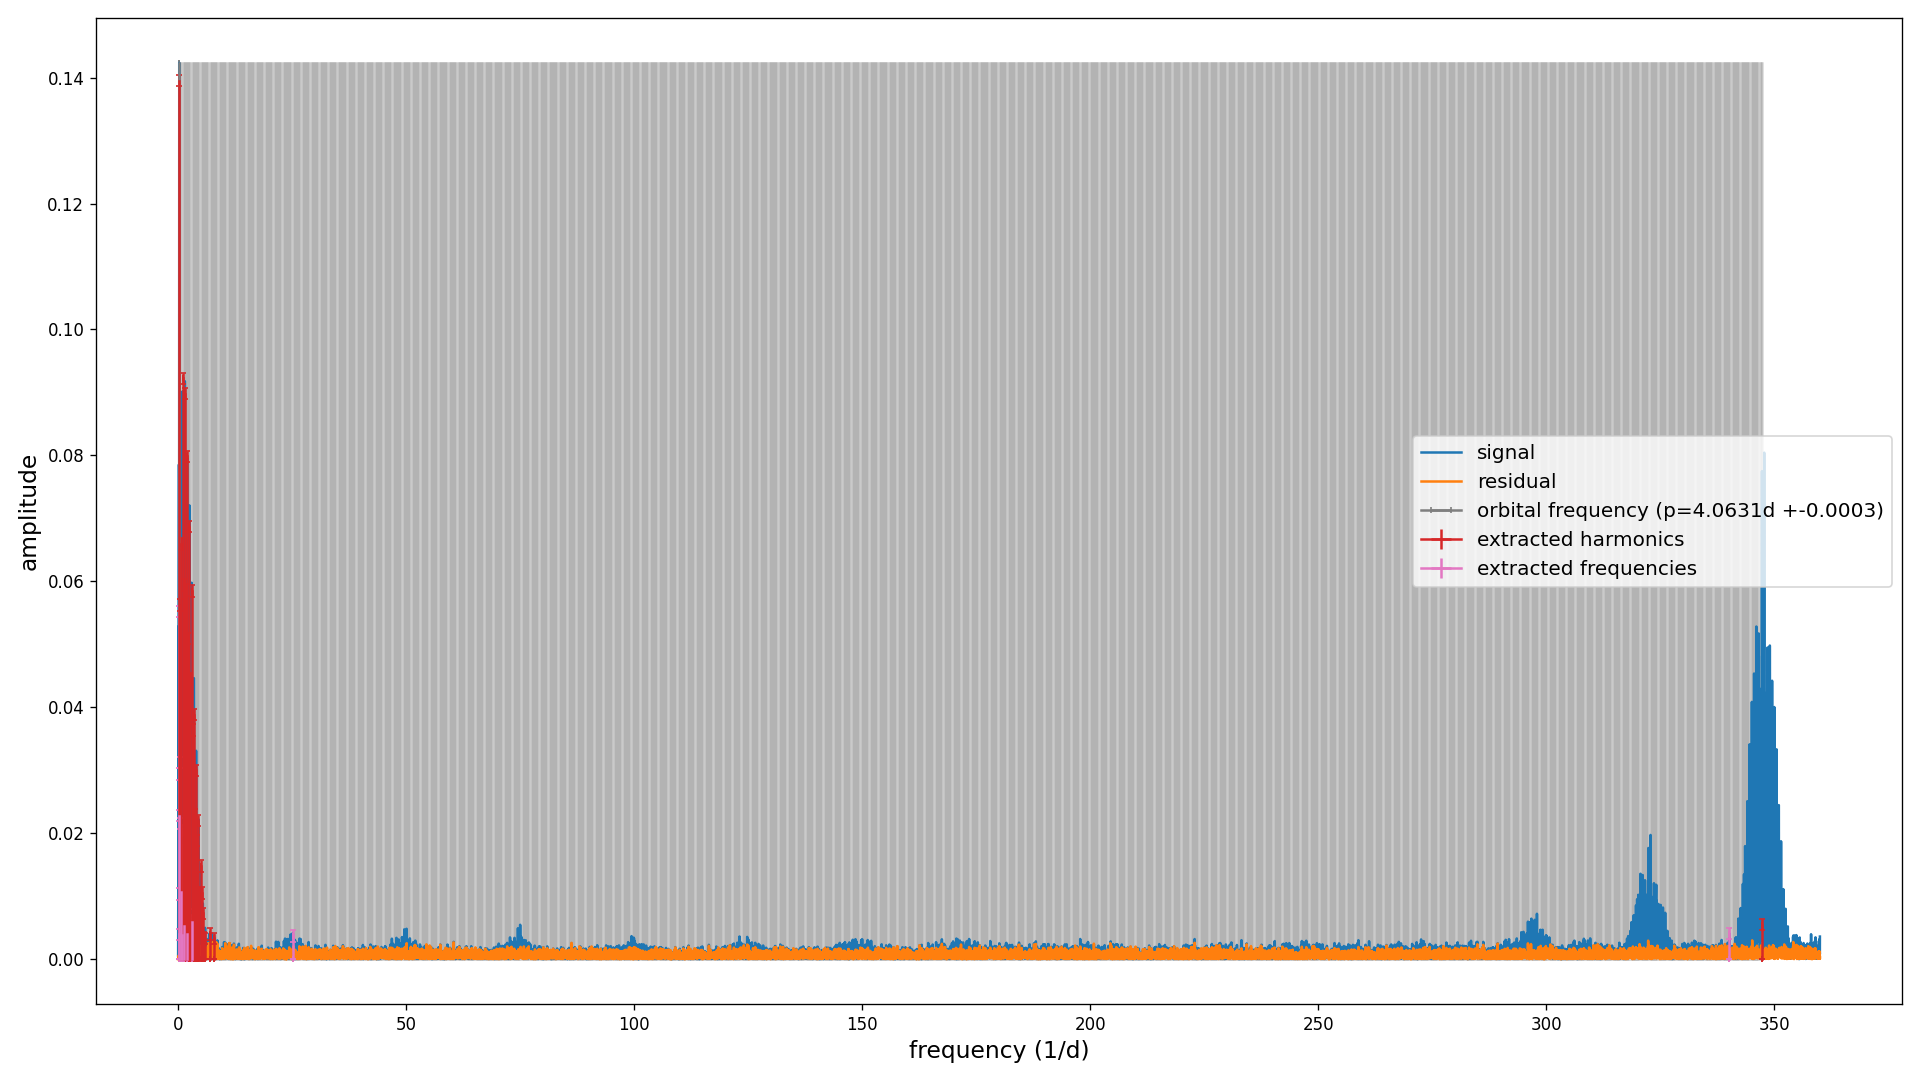 0.14
0.12
0.10
0.08
0.06
0.04
0.02
0.00
amplitude
signal
residual
orbital frequency (p=4.0631d +-0.0003)
extracted harmonics
extracted frequencies
0 50 100 150 200 250 300 350
frequency (1/d)